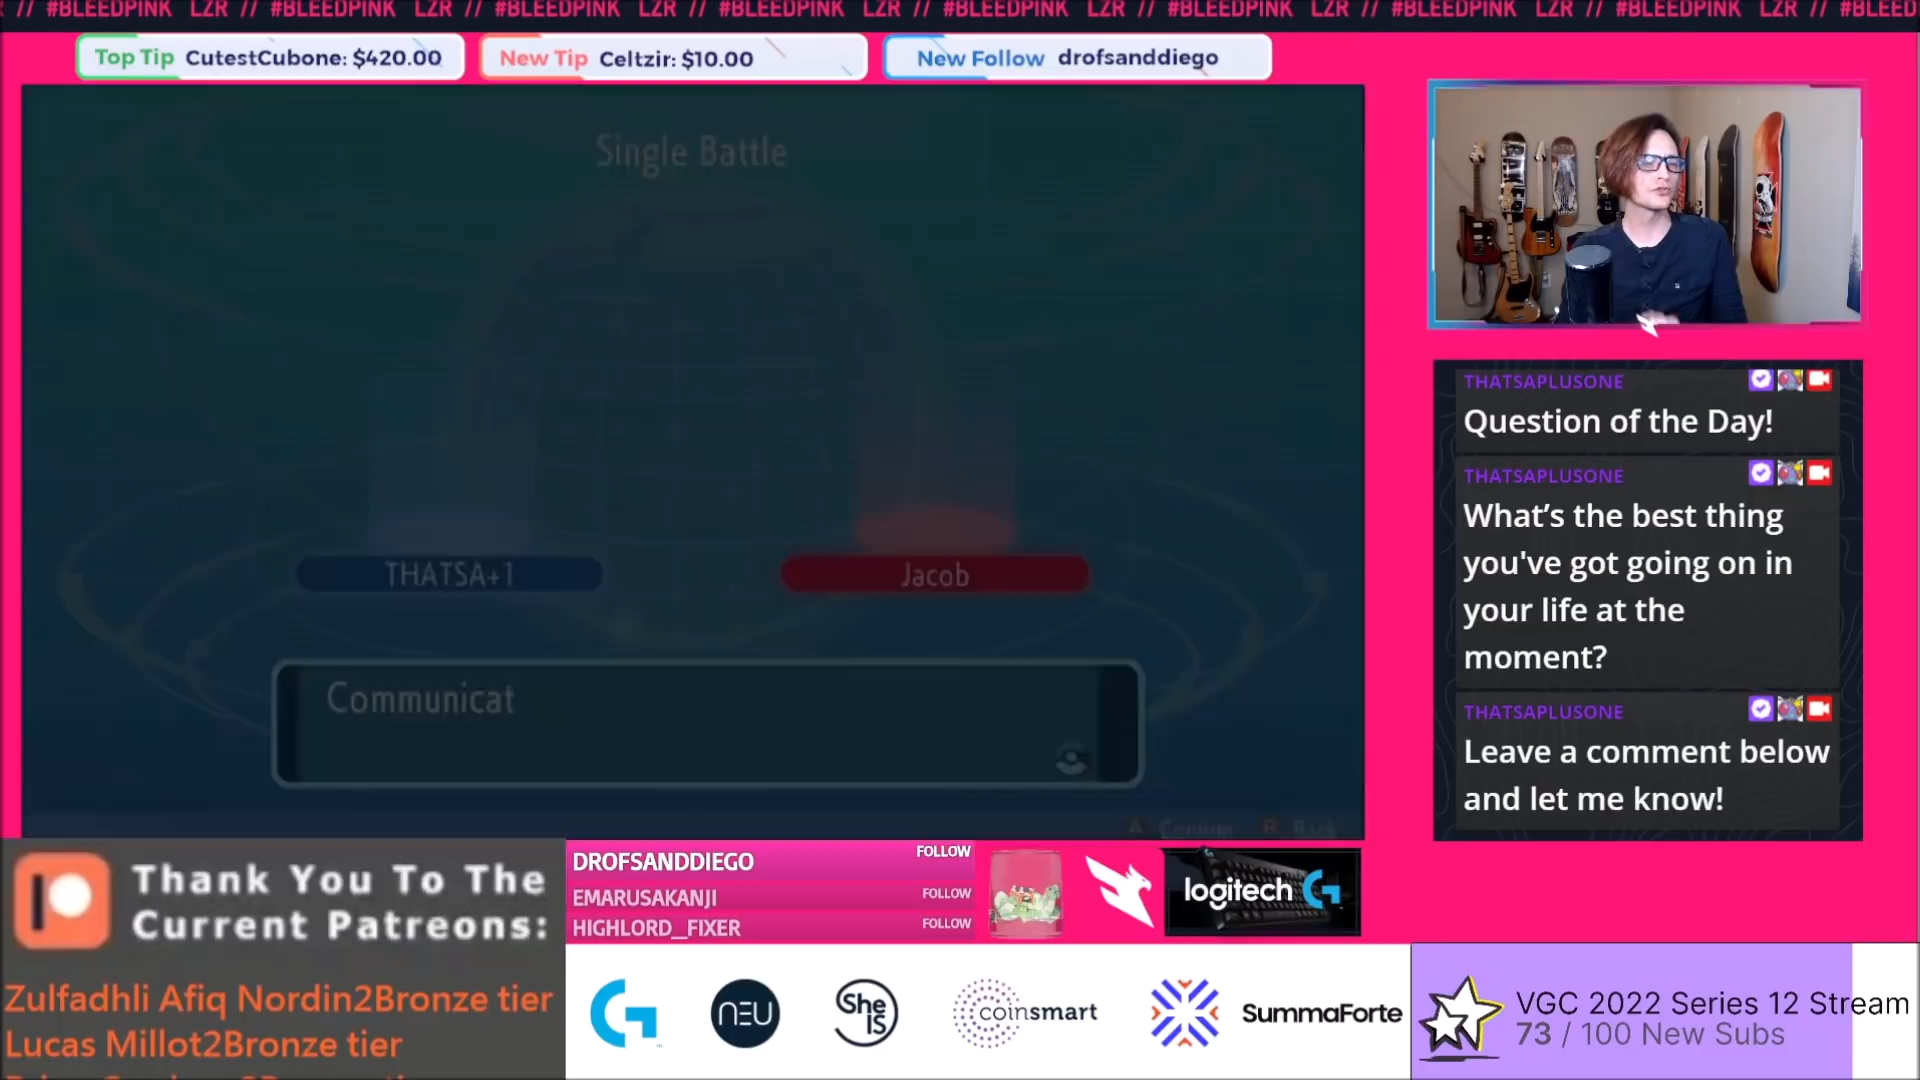 // #BLEEDPINK LZR // #BLEEDPINK LZR // #BLEEDPINK LZR // #BLEEDPINK LZR // #BLEEDPINK LZR // #BLEEDPINK LZR // #BLEEDPINK LZR // #BLEEDPINK LZR // #BLEED
Top Tip CutestCubone: $420.00
New Tip Celtzir: $10.00
New Follow drofsanddiego
Single Battle
THATSA+1
Jacob
Communicat
THATSAPLUSONE
Question of the Day!
THATSAPLUSONE
What's the best thing
you've got going on in
your life at the
moment?
THATSAPLUSONE
Leave a comment below
and let me know!
Thank You To The
Current Patreons:
Zulfadhli Afiq Nordin2Bronze tier
Lucas Millot2Bronze tier
DROFSANDDIEGO FOLLOW
EMARUSAKANJI FOLLOW
HIGHLORD_FIXER FOLLOW
logitech G
NEU
She
IS
coinsmart
SummaForte
VGC 2022 Series 12 Stream
73 / 100 New Subs